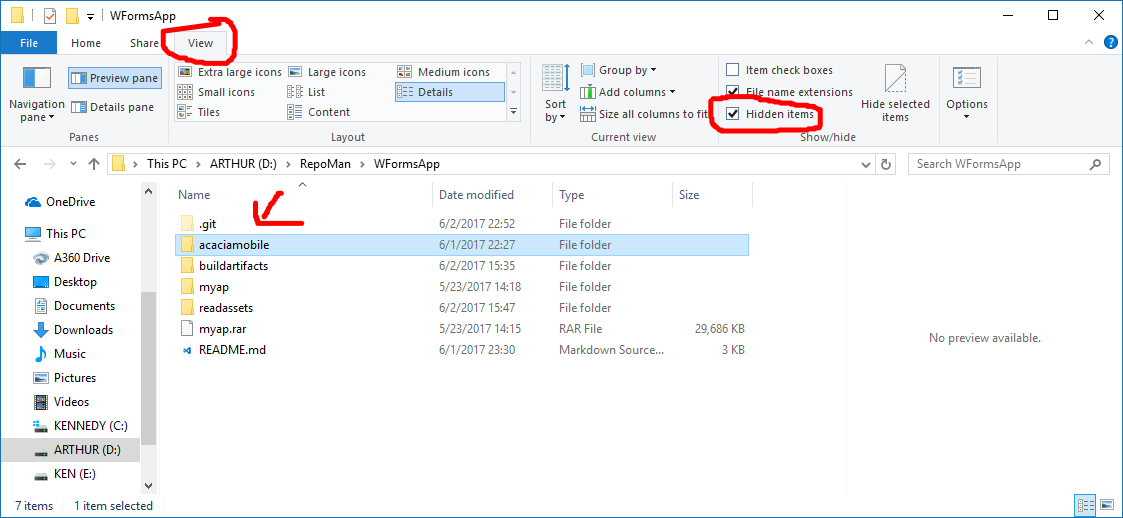 WFormsApp
File Home Share View
Preview pane
Details pane
Navigation pane
Panes
Extra large icons Large icons Medium icons
Small icons List Details
Tiles Content
Layout
Sort by
Group by
Add columns
Size all columns to fit
Current view
Item check boxes
File name extensions
Hidden items
Hide selected items
Show/hide
Options
This PC ARTHUR (D:) RepoMan WFormsApp
Search WFormsApp
OneDrive
This PC
A360 Drive
Desktop
Documents
Downloads
Music
Pictures
Videos
KENNEDY (C:)
ARTHUR (D:)
KEN (E:)
Name Date modified Type Size
.git 6/2/2017 22:52 File folder
acaciamobile 6/1/2017 22:27 File folder
buildartifacts 6/2/2017 15:35 File folder
myap 5/23/2017 14:18 File folder
readassets 6/2/2017 15:47 File folder
myap.rar 5/23/2017 14:15 RAR File 29,686 KB
README.md 6/1/2017 23:30 Markdown Source... 3 KB
No preview available.
7 items 1 item selected